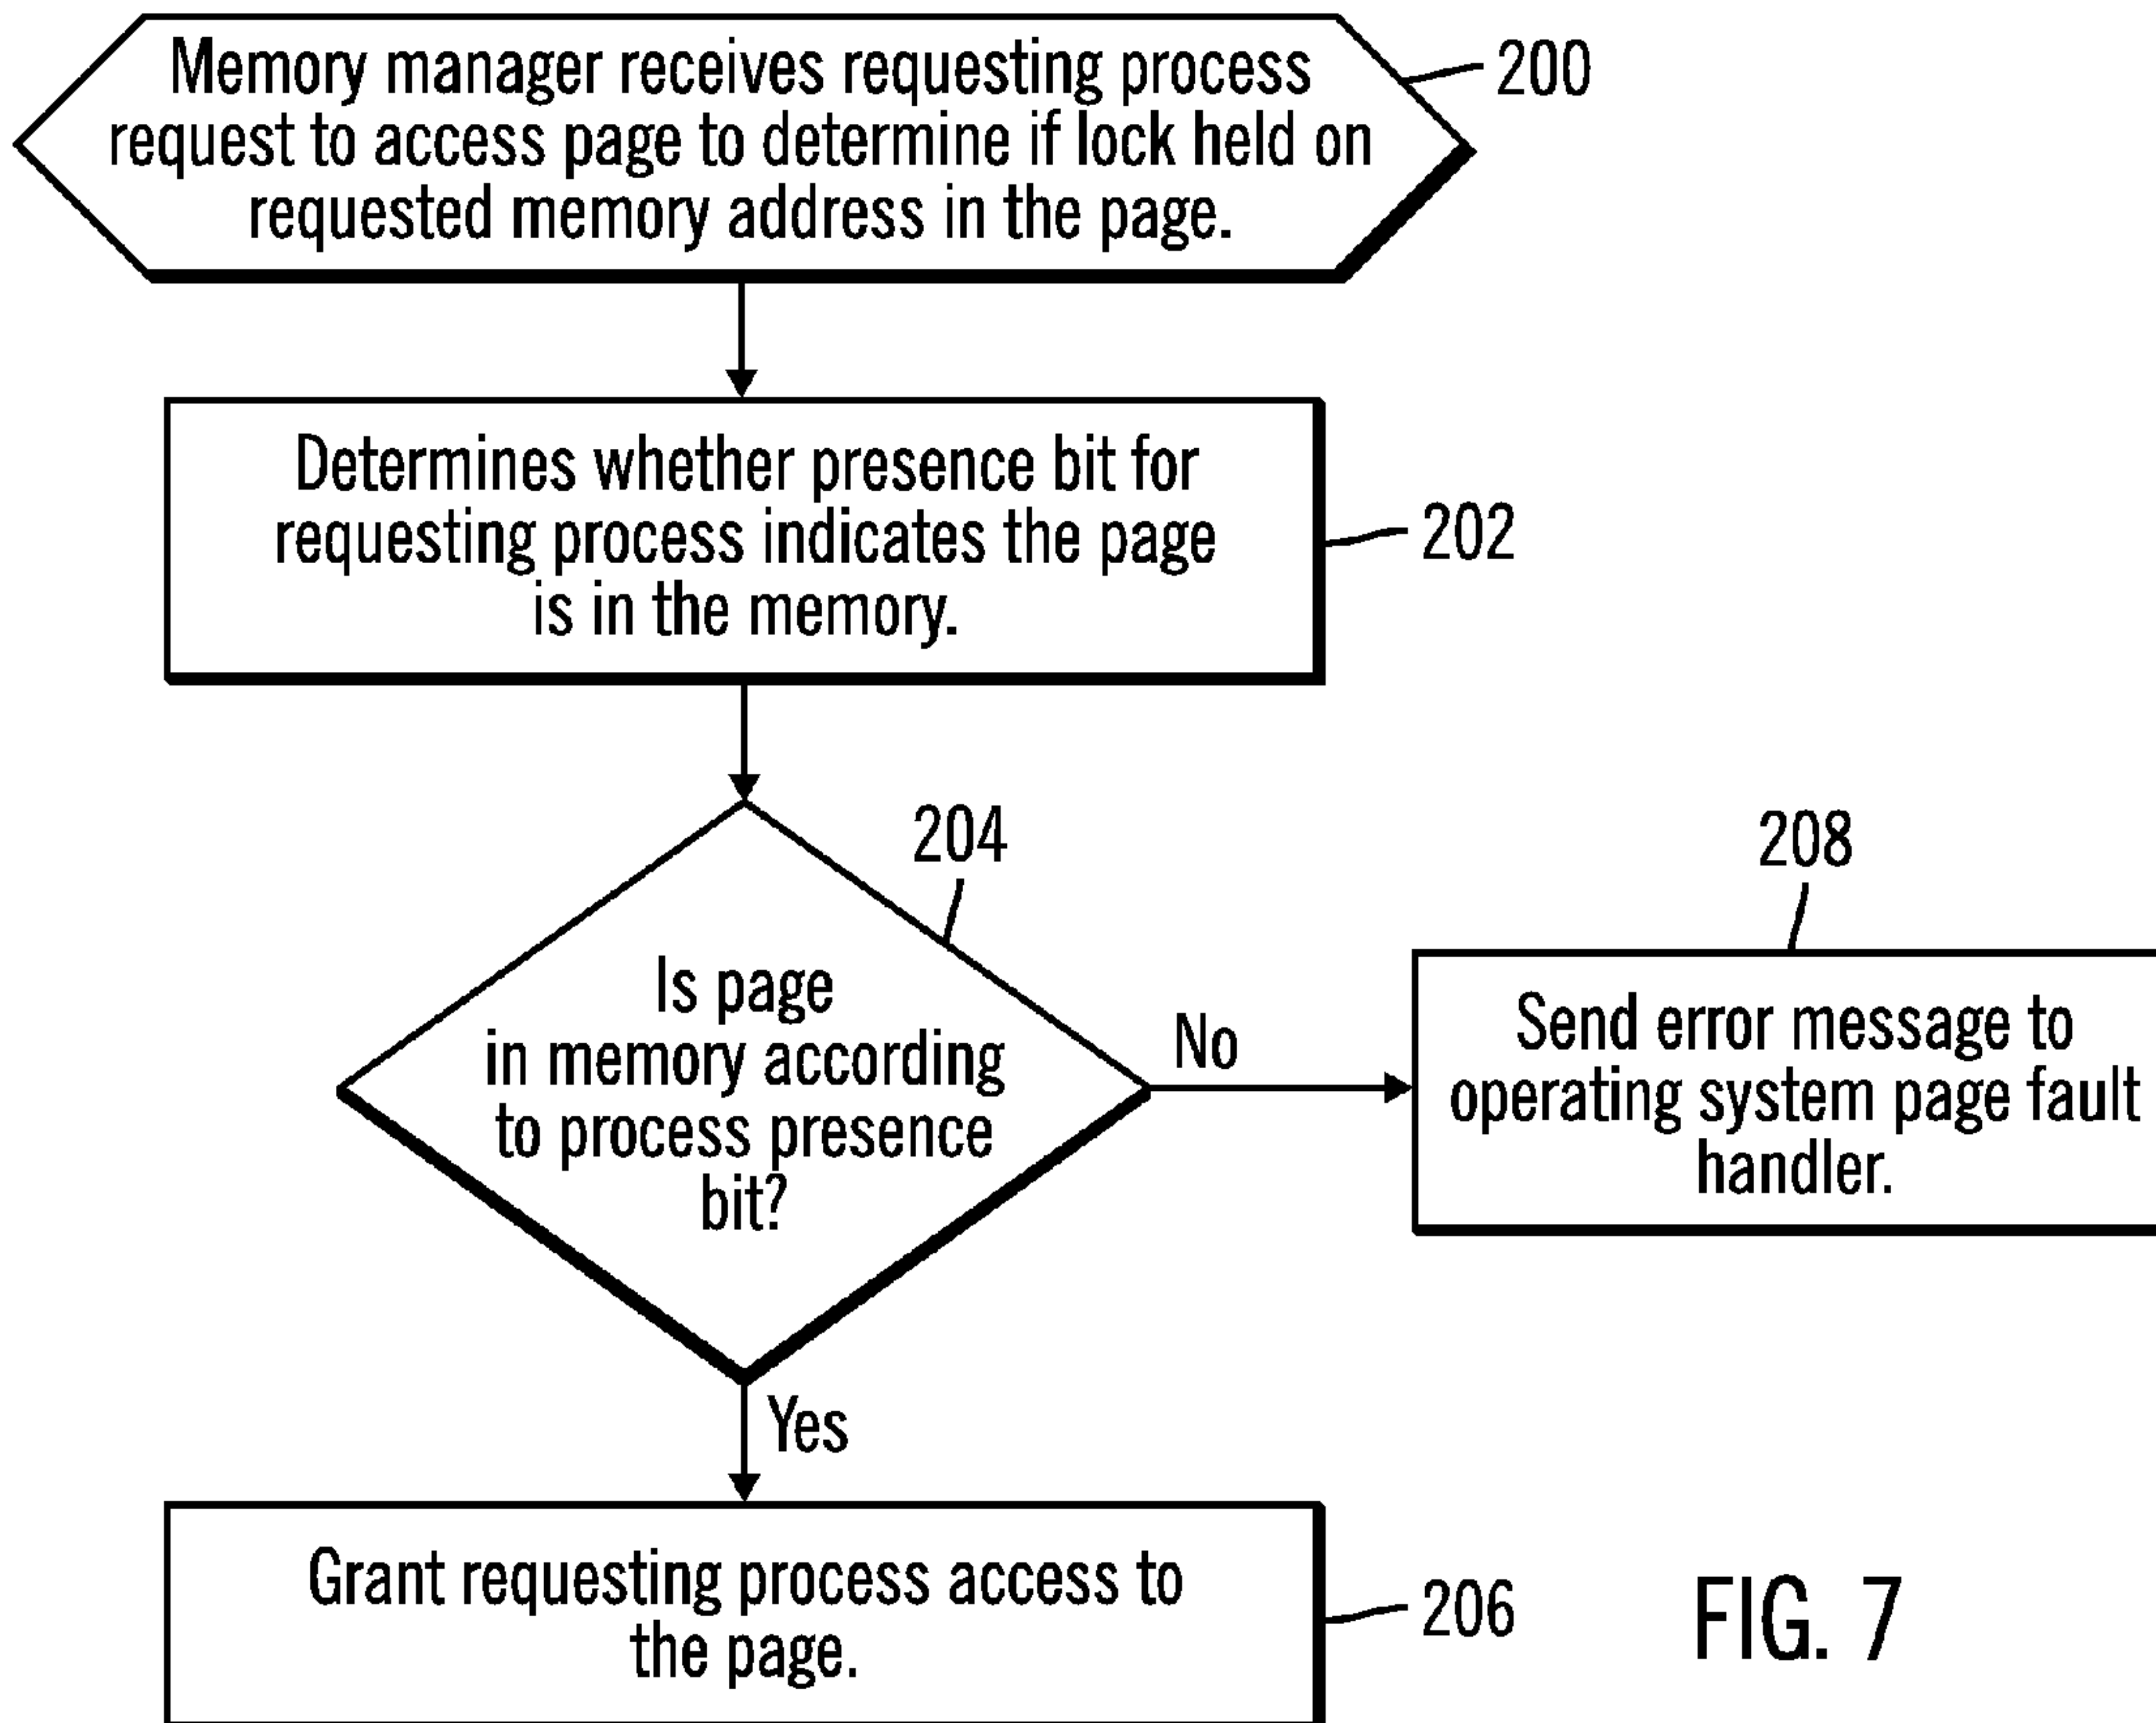 Memory manager receives requesting process
request to access page to determine if lock held on
requested memory address in the page.
200
Determines whether presence bit for
requesting process indicates the page
is in the memory.
202
204
Is page
in memory according
to process presence
bit?
No
208
Send error message to
operating system page fault
handler.
Yes
Grant requesting process access to
the page.
206
FIG. 7